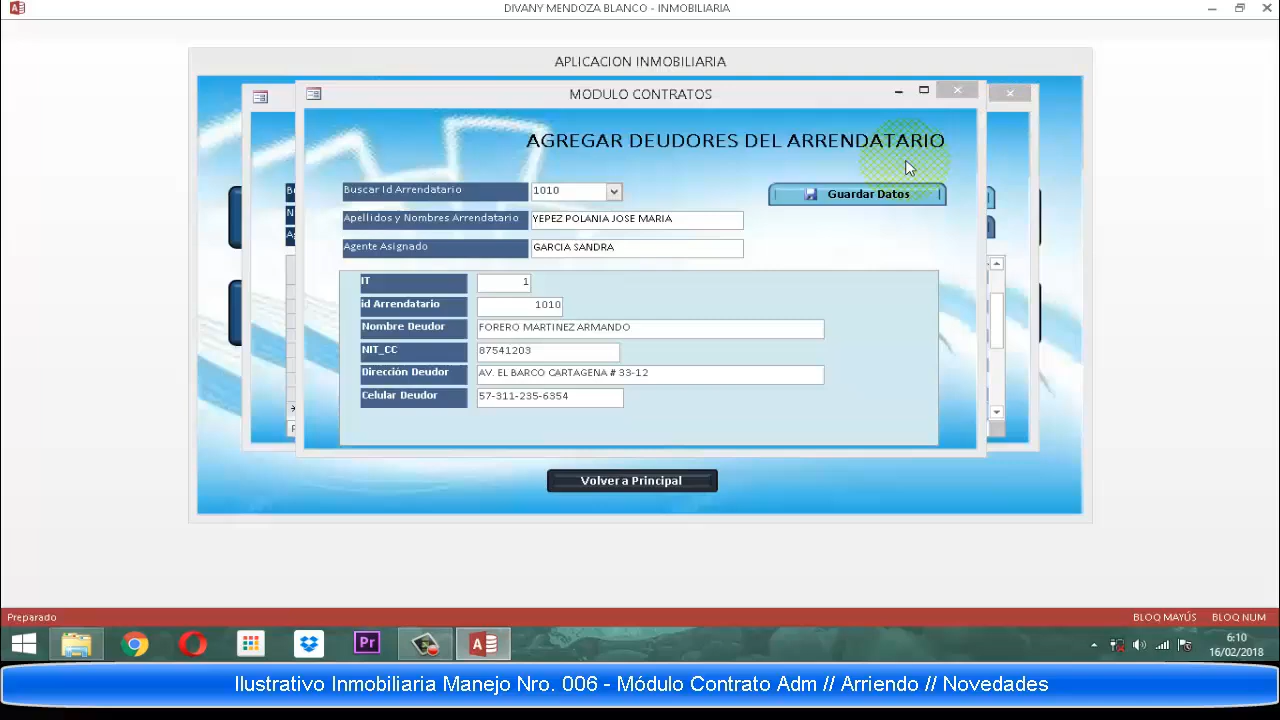 DIVANY MENDOZA BLANCO - INMOBILIARIA
APLICACION INMOBILIARIA
MODULO CONTRATOS
AGREGAR DEUDORES DEL ARRENDATARIO
Buscar Id Arrendatario 1010
Guardar Datos
Apellidos y Nombres Arrendatario YEPEZ POLANIA JOSE MARIA
Agente Asignado GARCIA SANDRA
IT 1
id Arrendatario 1010
Nombre Deudor FORERO MARTINEZ ARMANDO
NIT_CC 87541203
Dirección Deudor AV. EL BARCO CARTAGENA # 33-12
Celular Deudor 57-311-235-6354
Volver a Principal
Preparado
BLOQ MAYÚS BLOQ NUM
Pr
6:10
16/02/2018
Ilustrativo Inmobiliaria Manejo Nro. 006 - Módulo Contrato Adm // Arriendo // Novedades